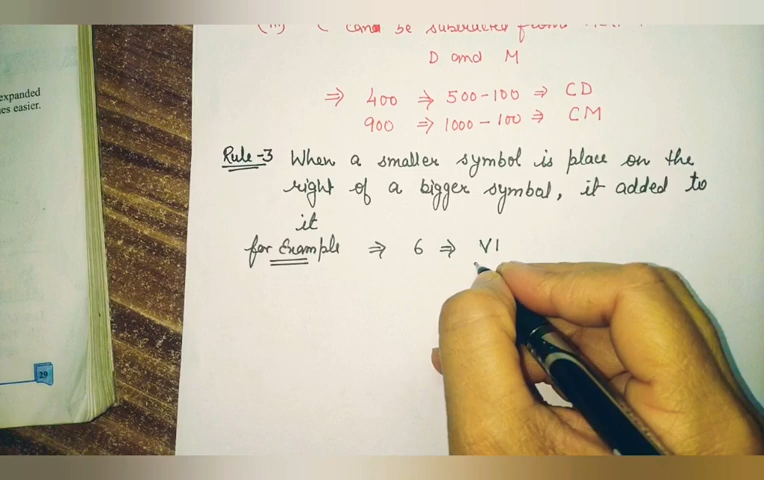 expanded
es easier.
(iii) C can be subtracted from
D and M
⇒ 400 ⇒ 500-100 ⇒ CD
900 ⇒ 1000-100 ⇒ CM
Rule-3 When a smaller symbol is place on the
right of a bigger symbol, it added to
it
for Example ⇒ 6 ⇒ VI
29